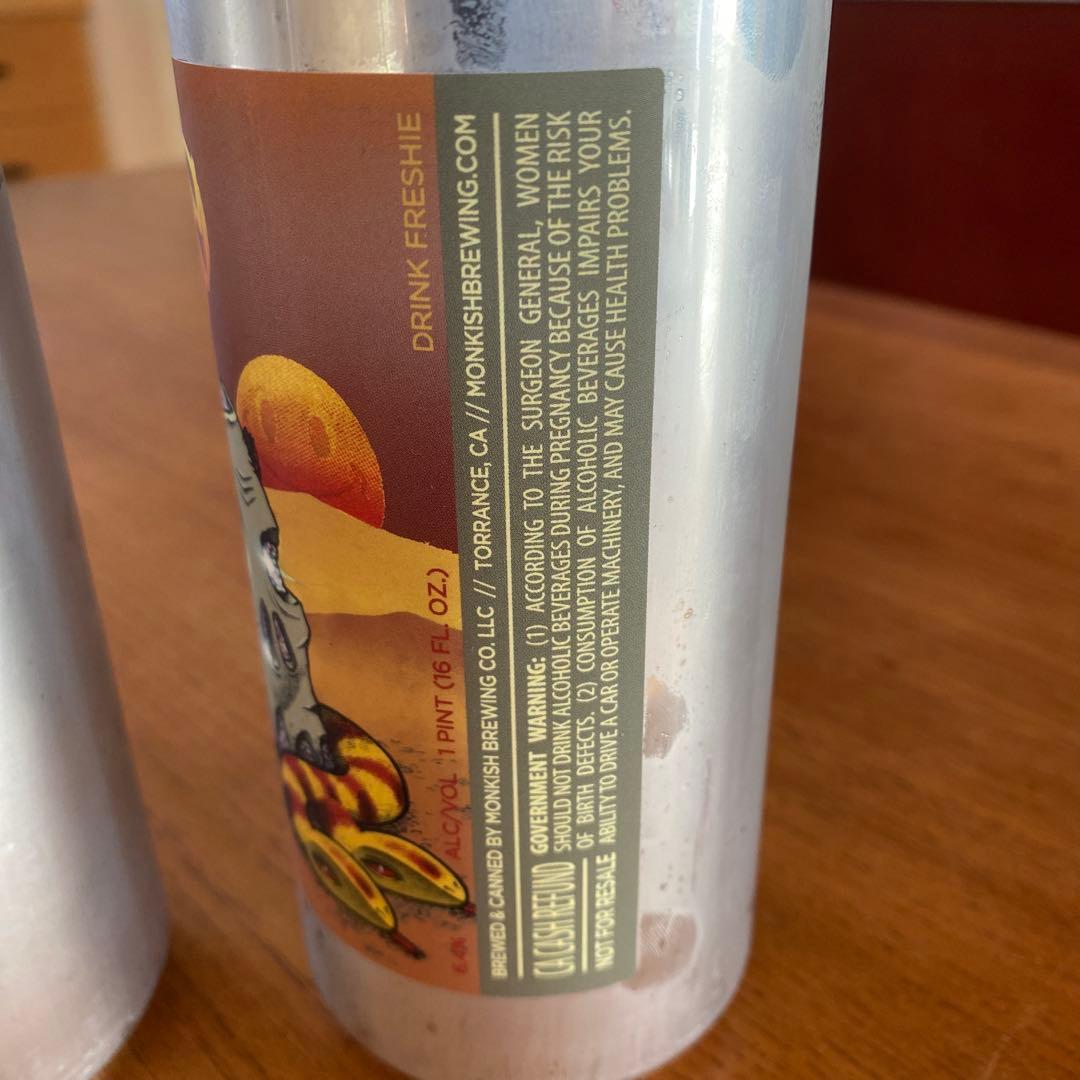 DRINK FRESHIE
6.4% ALC/VOL 1 PINT (16 FL. OZ.)
BREWED & CANNED BY MONKISH BREWING CO. LLC // TORRANCE, CA // MONKISHBREWING.COM
CA CASH REFUND
NOT FOR RESALE
GOVERNMENT WARNING: (1) ACCORDING TO THE SURGEON GENERAL, WOMEN
SHOULD NOT DRINK ALCOHOLIC BEVERAGES DURING PREGNANCY BECAUSE OF THE RISK
OF BIRTH DEFECTS. (2) CONSUMPTION OF ALCOHOLIC BEVERAGES IMPAIRS YOUR
ABILITY TO DRIVE A CAR OR OPERATE MACHINERY, AND MAY CAUSE HEALTH PROBLEMS.